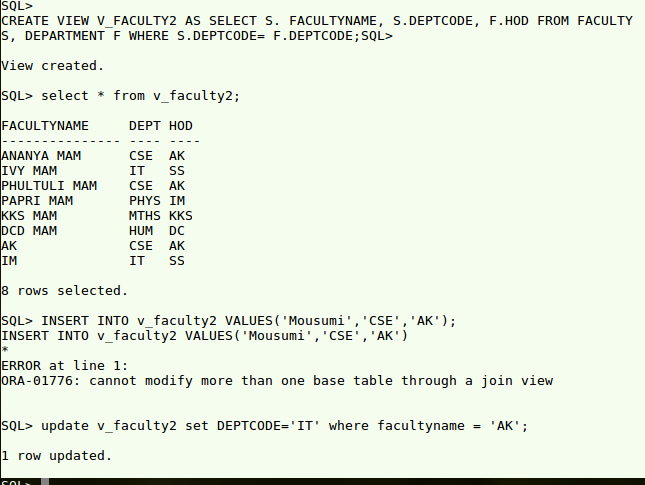 SQL>
CREATE VIEW V_FACULTY2 AS SELECT S. FACULTYNAME, S.DEPTCODE, F.HOD FROM FACULTY
S, DEPARTMENT F WHERE S.DEPTCODE= F.DEPTCODE;SQL>
View created.
SQL> select * from v_faculty2;
FACULTYNAME     DEPT HOD
--------------- ---- ----
ANANYA MAM      CSE  AK
IVY MAM         IT   SS
PHULTULI MAM    CSE  AK
PAPRI MAM       PHYS IM
KKS MAM         MTHS KKS
DCD MAM         HUM  DC
AK              CSE  AK
IM              IT   SS
8 rows selected.
SQL> INSERT INTO v_faculty2 VALUES('Mousumi','CSE','AK');
INSERT INTO v_faculty2 VALUES('Mousumi','CSE','AK')
*
ERROR at line 1:
ORA-01776: cannot modify more than one base table through a join view
SQL> update v_faculty2 set DEPTCODE='IT' where facultyname = 'AK';
1 row updated.
SQL>